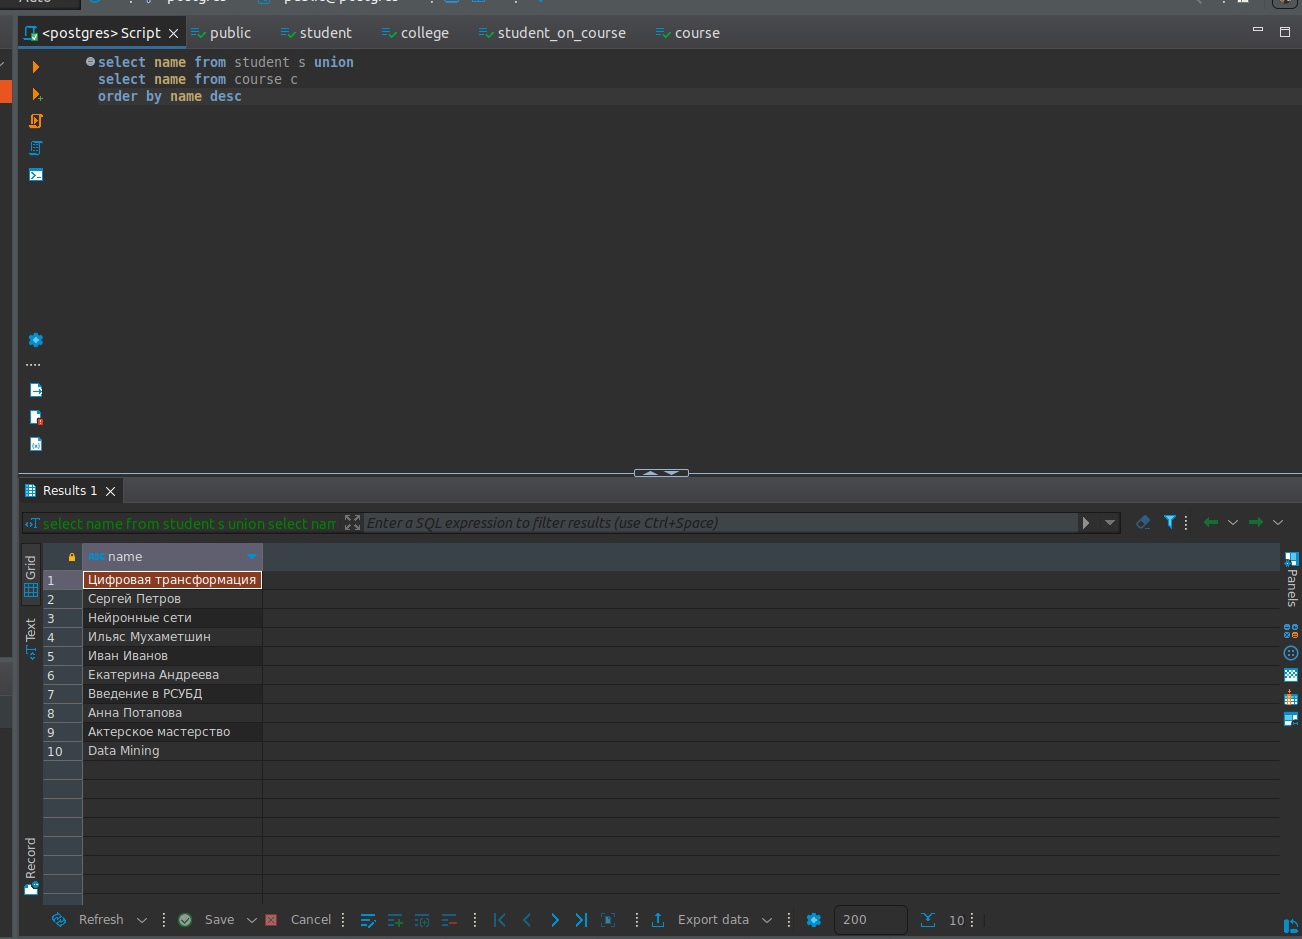 <postgres> Script
public
student
college
student_on_course
course
select name from student s union
select name from course c
order by name desc
Results 1
select name from student s union select nam
Enter a SQL expression to filter results (use Ctrl+Space)
Grid
Text
Record
Panels
name
1 Цифровая трансформация
2 Сергей Петров
3 Нейронные сети
4 Ильяс Мухаметшин
5 Иван Иванов
6 Екатерина Андреева
7 Введение в РСУБД
8 Анна Потапова
9 Актерское мастерство
10 Data Mining
Refresh
Save
Cancel
Export data
200
10